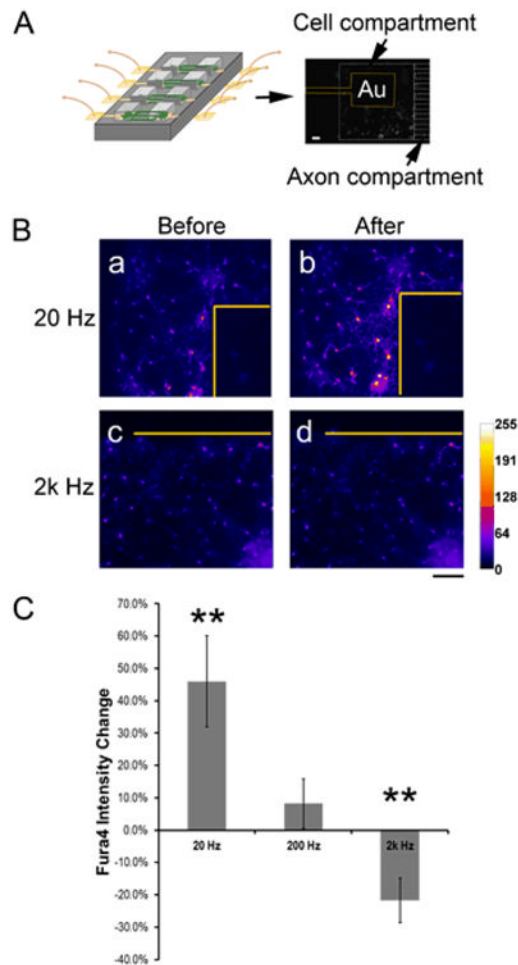 A
Cell compartment
Au
Axon compartment
B
Before
After
20 Hz
a
b
2k Hz
c
d
255
191
128
64
0
C
Fura4 Intensity Change
70.0%
60.0%
50.0%
40.0%
30.0%
20.0%
10.0%
0.0%
-10.0%
-20.0%
-30.0%
-40.0%
**
**
20 Hz
200 Hz
2k Hz